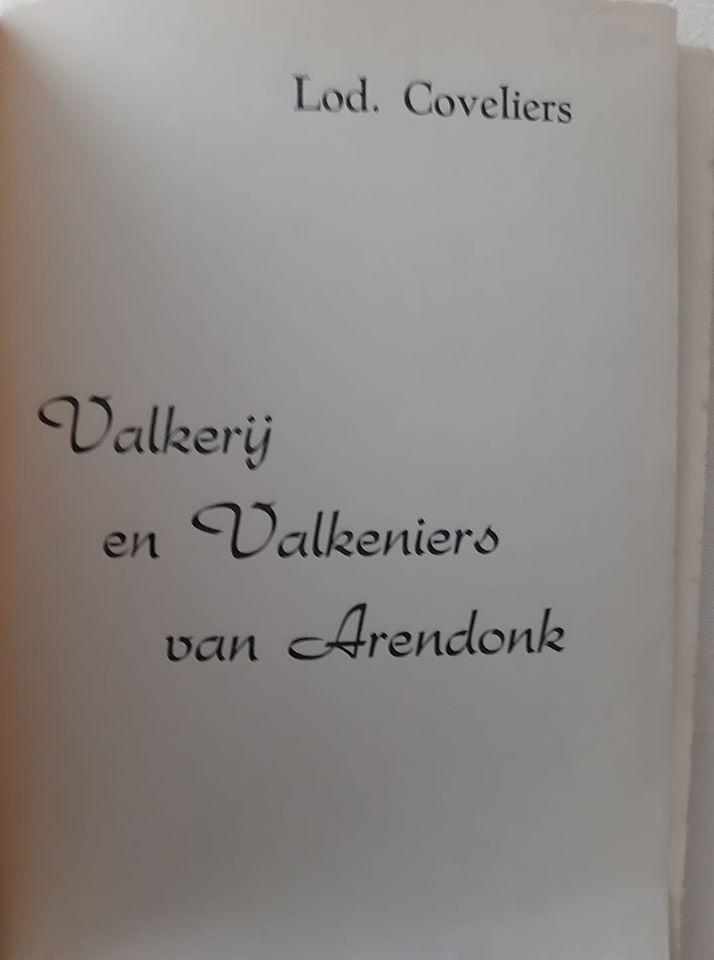 Lod. Coveliers
Valkerij
en Valkeniers
van Arendonk